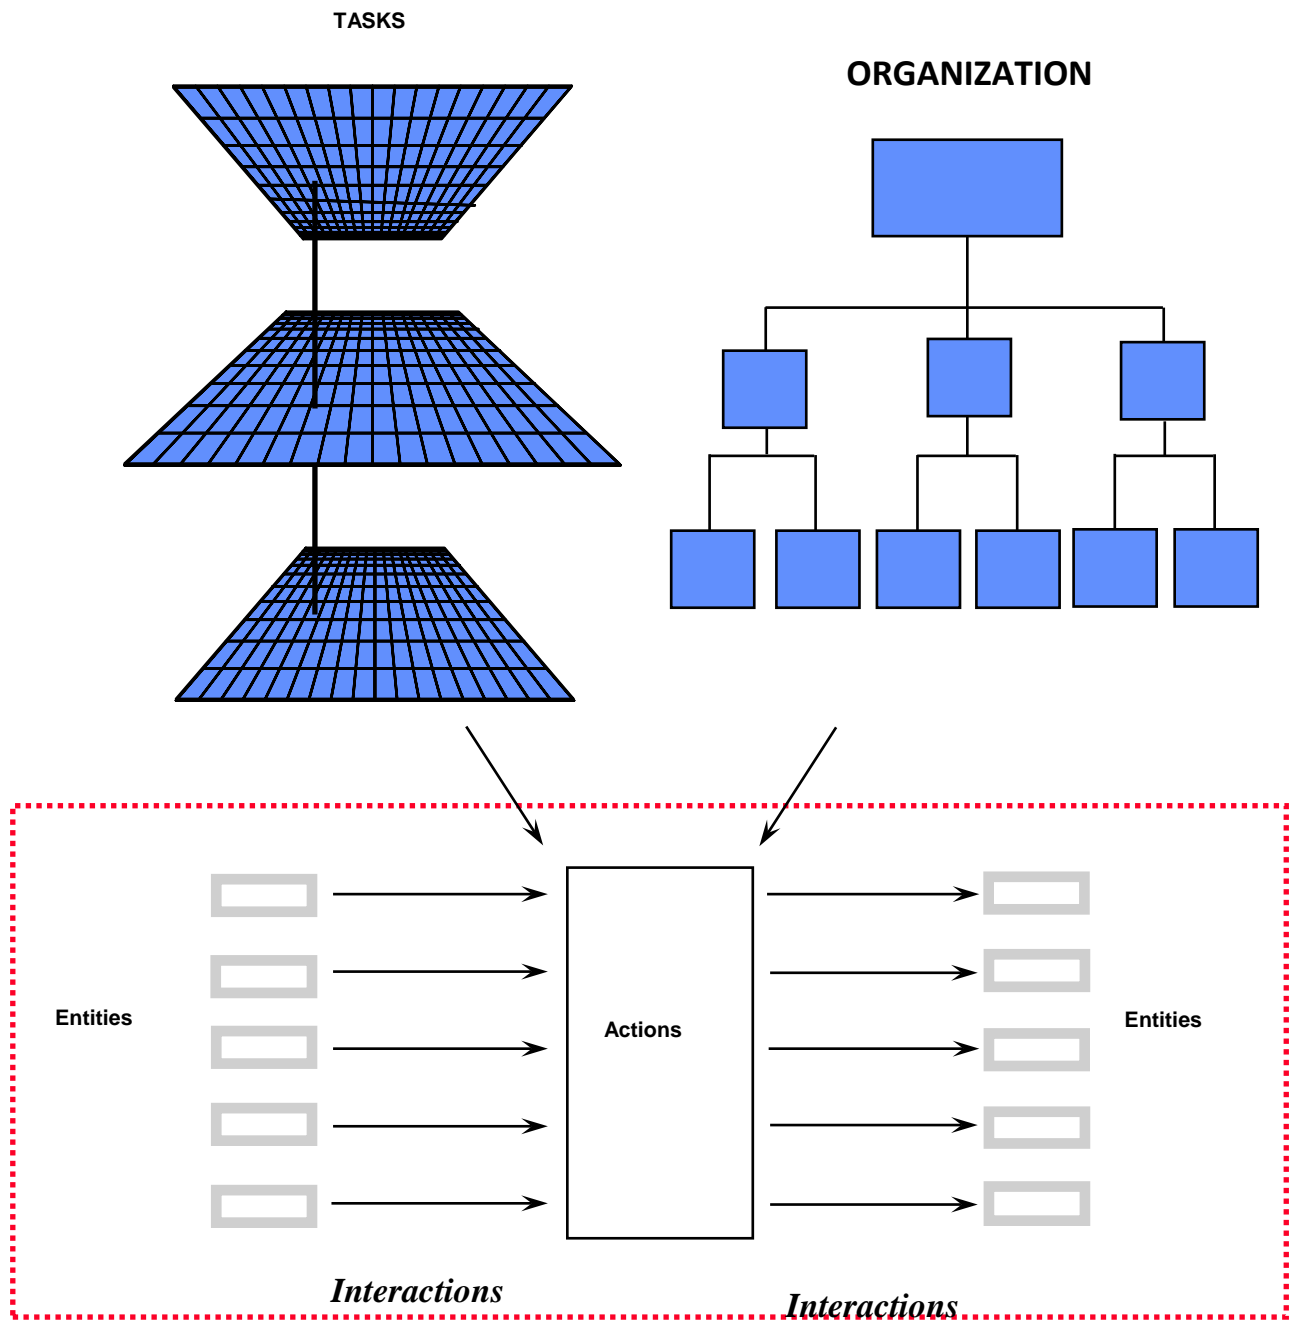 TASKS
ORGANIZATION
Entities
Actions
Entities
Interactions
Interactions